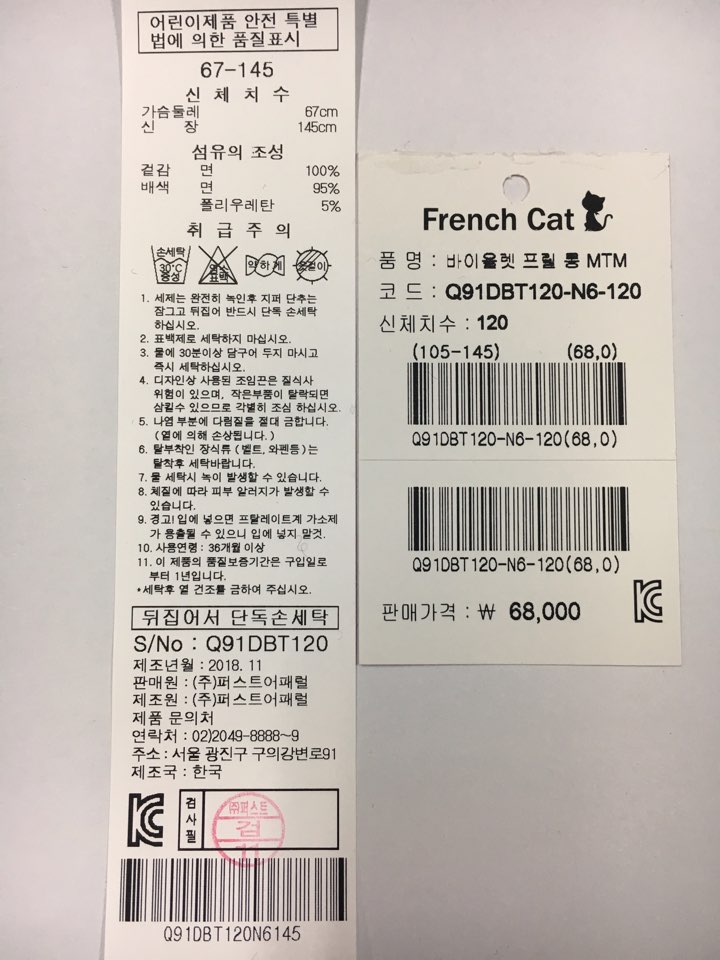 어린이제품 안전 특별
법에 의한 품질표시
67-145
신 체 치 수
가슴둘레 67cm
신 장 145cm
섬유의 조성
겉감 면 100%
배색 면 95%
폴리우레탄 5%
취 급 주 의
손세탁
30℃
중성
염소
표백
약하게
옷걸이
1. 세제는 완전히 녹인후 지퍼 단추는
잠그고 뒤집어 반드시 단독 손세탁
하십시오.
2. 표백제로 세탁하지 마십시오.
3. 물에 30분이상 담구어 두지 마시고
즉시 세탁하십시오.
4. 디자인상 사용된 조임끈은 질식사
위험이 있으며, 작은부품이 탈락되면
삼킬수 있으므로 각별히 조심 하십시오.
5. 나염 부분에 다림질을 절대 금합니다.
(열에 의해 손상됩니다.)
6. 탈부착인 장식류 (벨트, 와펜등)는
탈착후 세탁바랍니다.
7. 물 세탁시 녹이 발생할 수 있습니다.
8. 체질에 따라 피부 알러지가 발생할 수
있습니다.
9. 경고! 입에 넣으면 프탈레이트계 가소제
가 용출될 수 있으니 입에 넣지 말것.
10. 사용연령 : 36개월 이상
11. 이 제품의 품질보증기간은 구입일로
부터 1년입니다.
*세탁후 열 건조를 금하여 주십시오.
뒤집어서 단독손세탁
S/No : Q91DBT120
제조년월 : 2018. 11
판매원 : (주)퍼스트어패럴
제조원 : (주)퍼스트어패럴
제품 문의처
연락처 : 02)2049-8888~9
주소 : 서울 광진구 구의강변로91
제조국 : 한국
검사필
㈜퍼스트
검
11
Q91DBT120N6145
French Cat
품 명 : 바이올렛 프릴 롱 MTM
코 드 : Q91DBT120-N6-120
신체치수 : 120
(105-145) (68,0)
Q91DBT120-N6-120(68,0)
Q91DBT120-N6-120(68,0)
판매가격 : ₩ 68,000